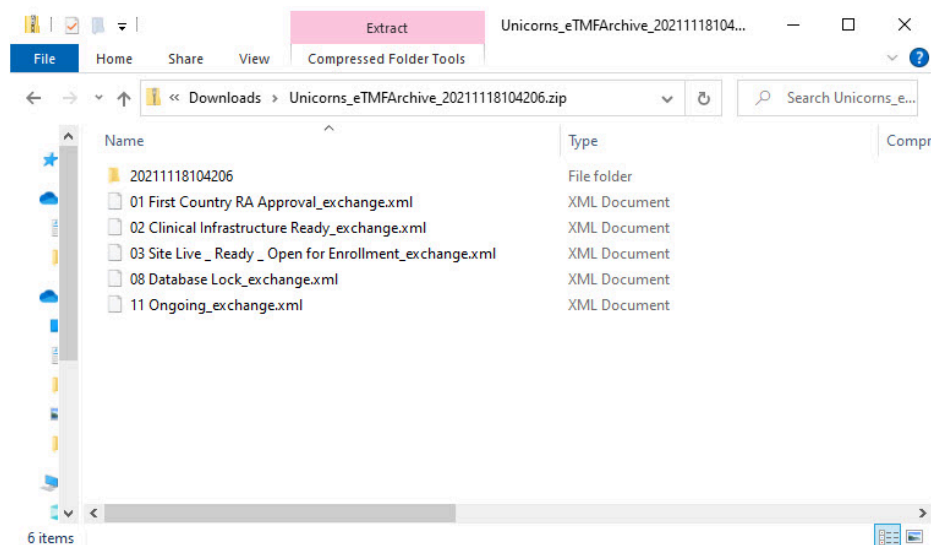 Extract
Unicorns_eTMFArchive_20211118104...
File
Home
Share
View
Compressed Folder Tools
?
« Downloads › Unicorns_eTMFArchive_20211118104206.zip
Search Unicorns_e...
Name
Type
Compr
20211118104206
File folder
01 First Country RA Approval_exchange.xml
XML Document
02 Clinical Infrastructure Ready_exchange.xml
XML Document
03 Site Live _ Ready _ Open for Enrollment_exchange.xml
XML Document
08 Database Lock_exchange.xml
XML Document
11 Ongoing_exchange.xml
XML Document
6 items